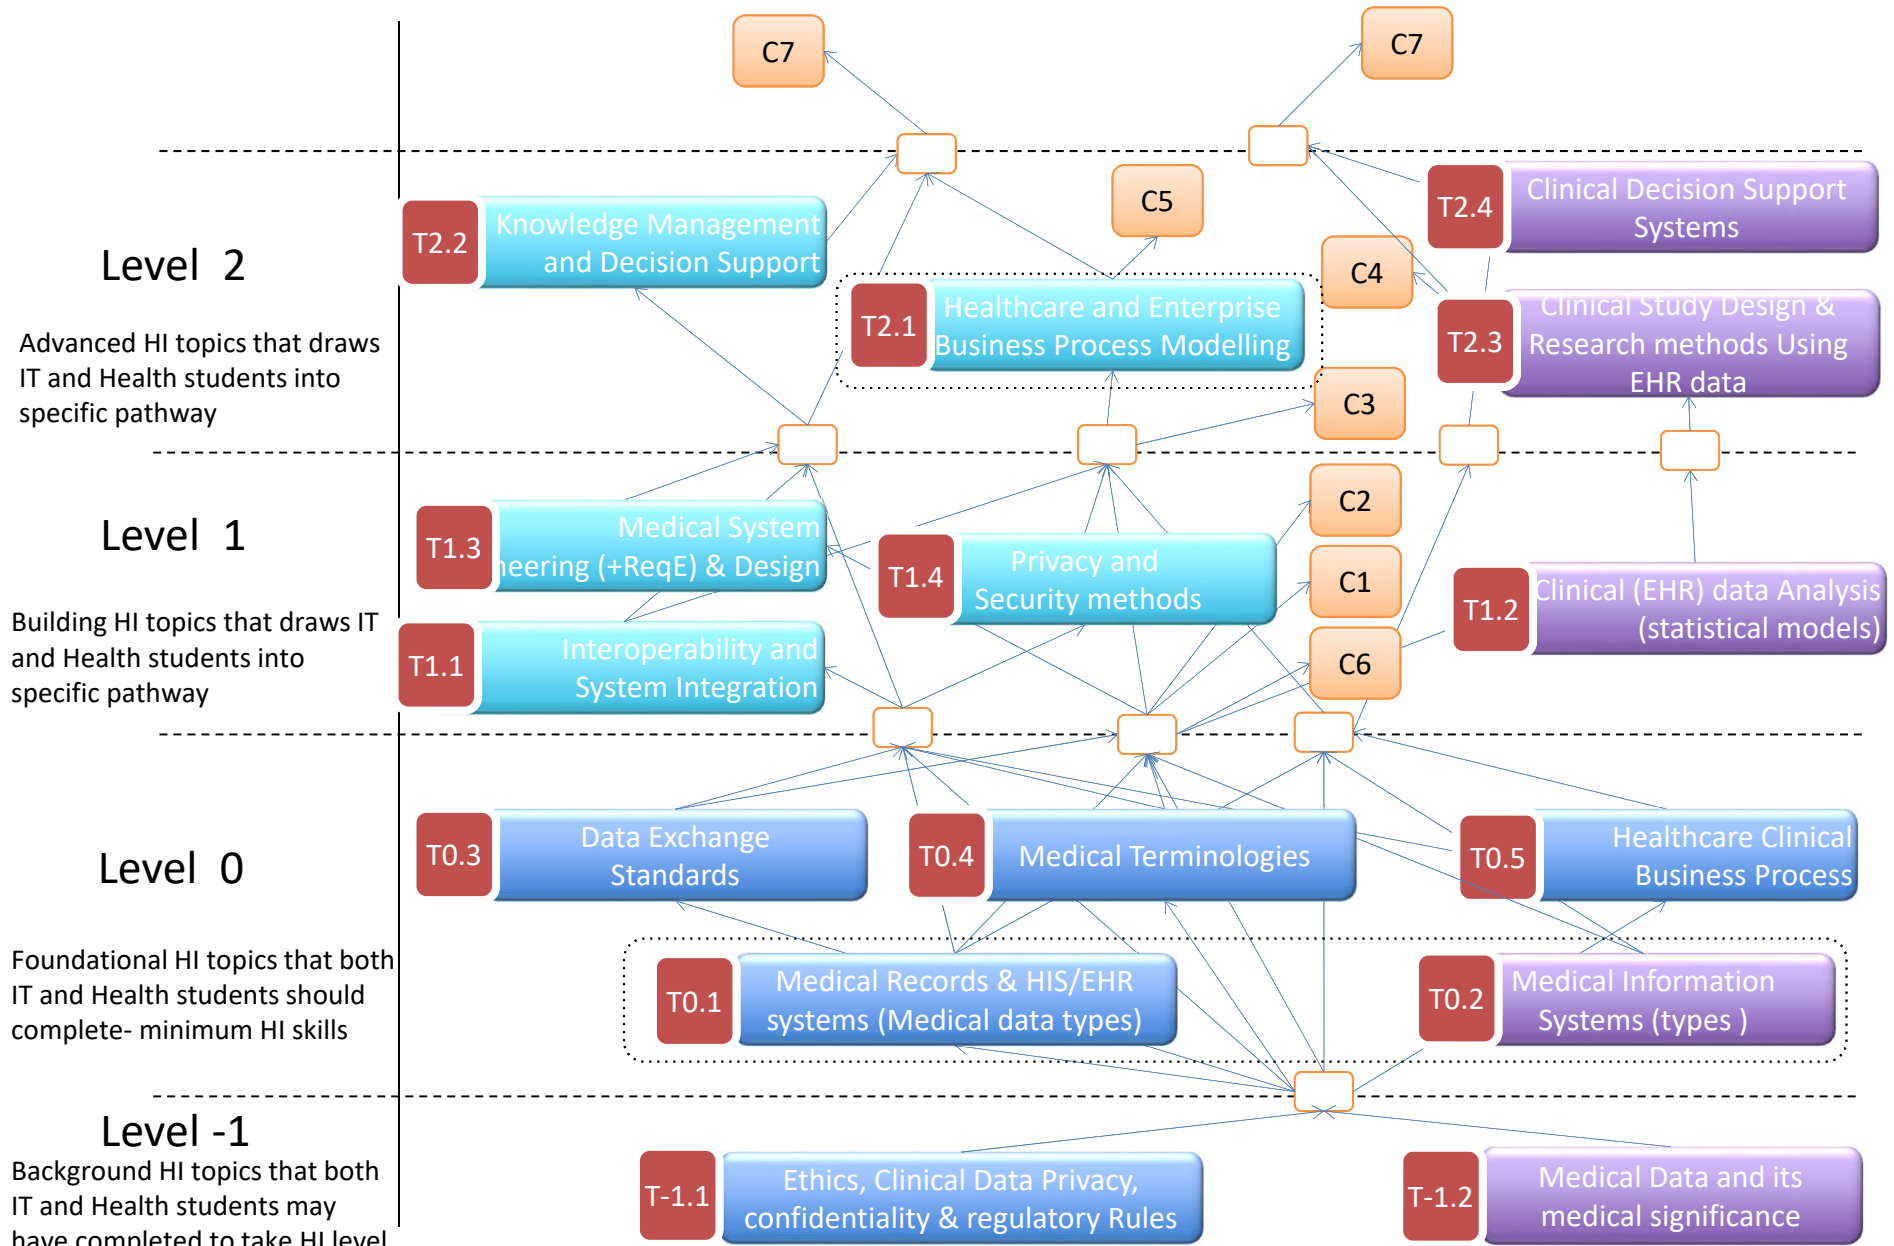 C7
C7
Level 2
Advanced HI topics that draws
IT and Health students into
specific pathway
T2.2
Knowledge Management
and Decision Support
C5
T2.4
Clinical Decision Support
Systems
T2.1
Healthcare and Enterprise
Business Process Modelling
C4
T2.3
Clinical Study Design &
Research methods Using
EHR data
C3
Level 1
Building HI topics that draws IT
and Health students into
specific pathway
T1.3
Medical System
neering (+ReqE) & Design
T1.4
Privacy and
Security methods
C2
C1
C6
T1.2
Clinical (EHR) data Analysis
(statistical models)
T1.1
Interoperability and
System Integration
Level 0
Foundational HI topics that both
IT and Health students should
complete- minimum HI skills
T0.3
Data Exchange
Standards
T0.4
Medical Terminologies
T0.5
Healthcare Clinical
Business Process
T0.1
Medical Records & HIS/EHR
systems (Medical data types)
T0.2
Medical Information
Systems (types )
Level -1
Background HI topics that both
IT and Health students may
have completed to take HI level
T-1.1
Ethics, Clinical Data Privacy,
confidentiality & regulatory Rules
T-1.2
Medical Data and its
medical significance